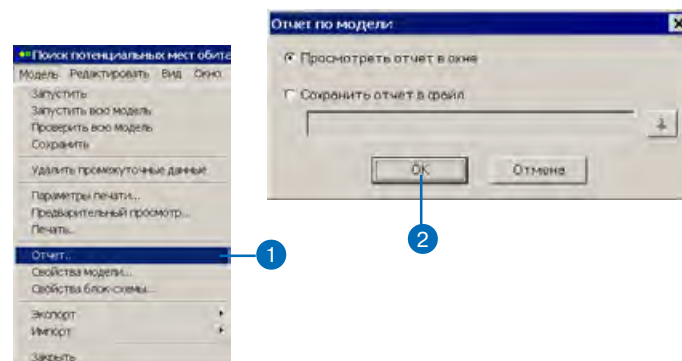 Поиск потенциальных мест обита
Модель Редактировать Вид Окно
Запустить
Запустить всю модель
Проверить всю модель
Сохранить
Удалить промежуточные данные
Параметры печати...
Предварительный просмотр...
Печать...
Отчет...
1
Свойства модели...
Свойства блок-схемы...
Экспорт
Импорт
Закрыть
Отчет по модели
Просмотреть отчет в окне
Сохранить отчет в файл
OK
Отмена
2